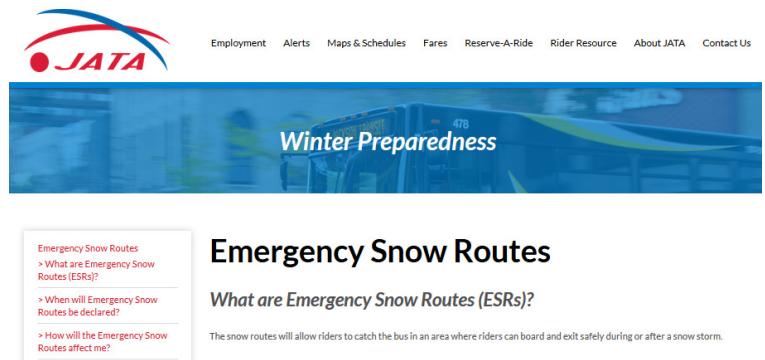 JATA
Employment Alerts Maps & Schedules Fares Reserve-A-Ride Rider Resource About JATA Contact Us
478
Winter Preparedness
Emergency Snow Routes
> What are Emergency Snow
Routes (ESRs)?
> When will Emergency Snow
Routes be declared?
> How will the Emergency Snow
Routes affect me?
Emergency Snow Routes
What are Emergency Snow Routes (ESRs)?
The snow routes will allow riders to catch the bus in an area where riders can board and exit safely during or after a snow storm.